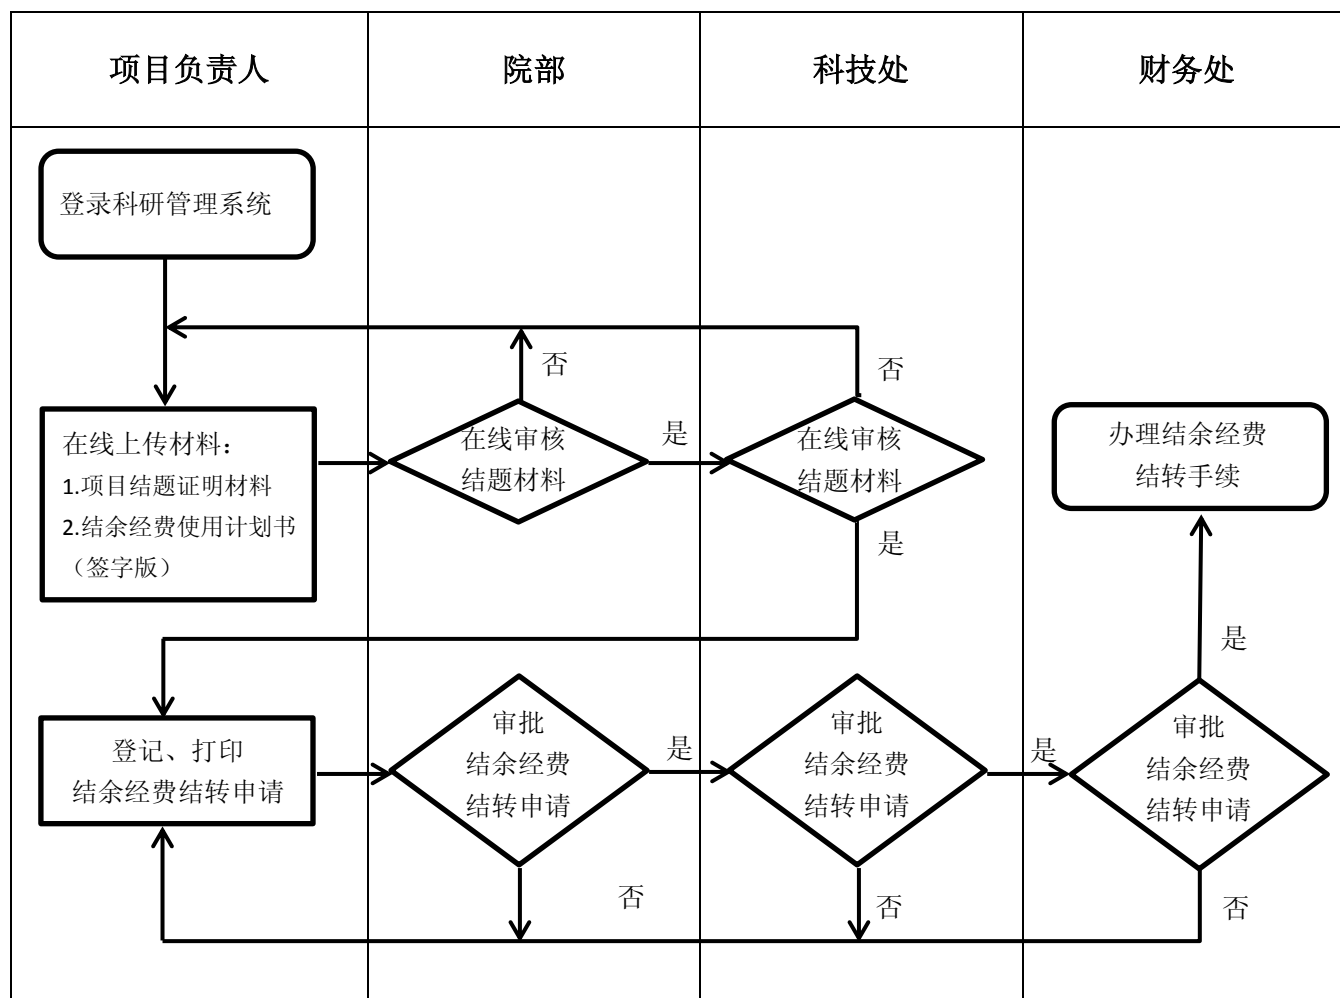 项目负责人
院部
科技处
财务处
登录科研管理系统
否
否
在线上传材料：
1.项目结题证明材料
2.结余经费使用计划书
（签字版）
在线审核
结题材料
是
在线审核
结题材料
是
办理结余经费
结转手续
是
登记、打印
结余经费结转申请
审批
结余经费
结转申请
是
审批
结余经费
结转申请
是
审批
结余经费
结转申请
否
否
否